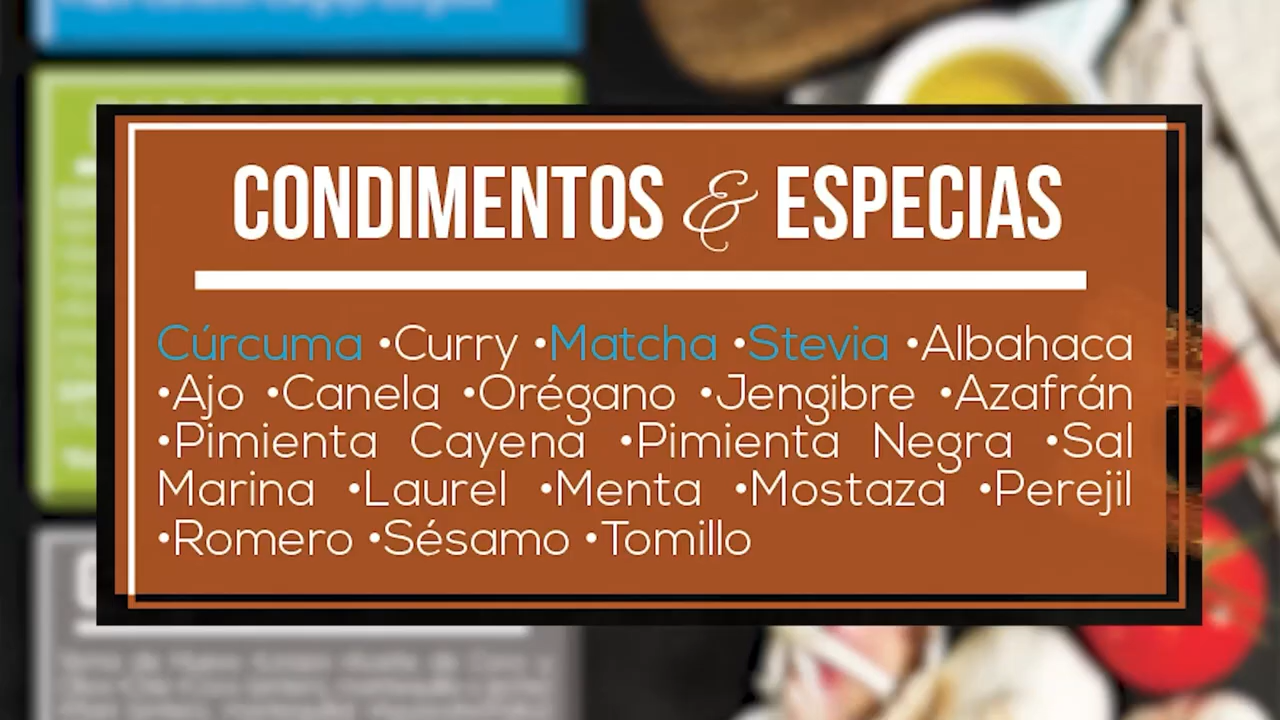 CONDIMENTOS & ESPECIAS
Cúrcuma •Curry •Matcha •Stevia •Albahaca
•Ajo •Canela •Orégano •Jengibre •Azafrán
•Pimienta Cayena •Pimienta Negra •Sal
Marina •Laurel •Menta •Mostaza •Perejil
•Romero •Sésamo •Tomillo